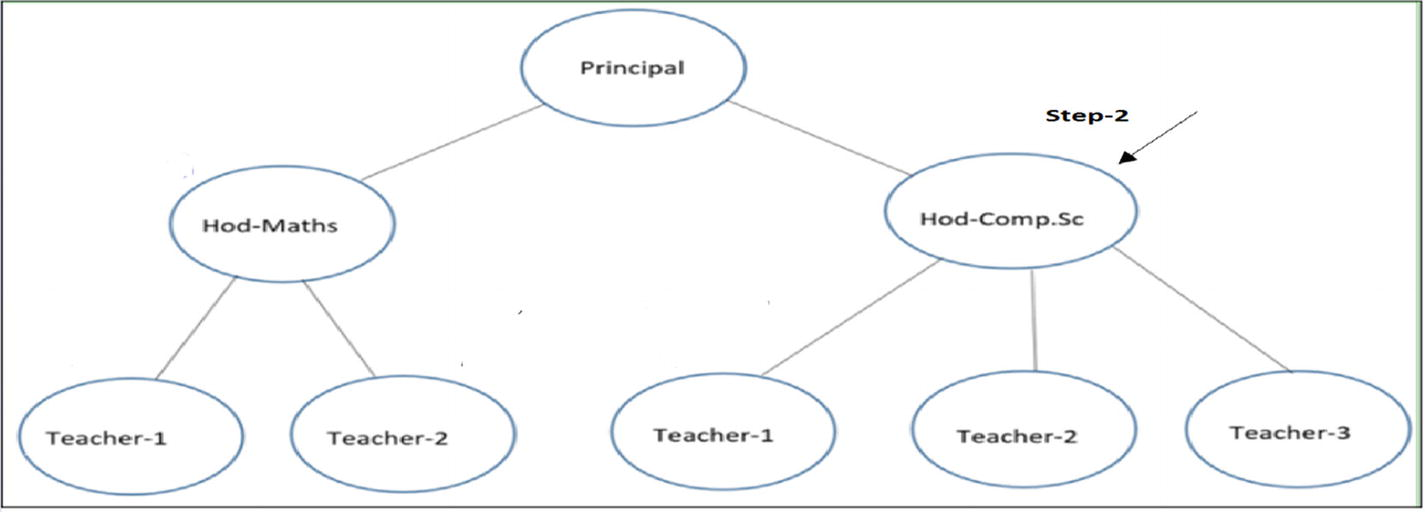 Principal
Step-2
Hod-Maths
Hod-Comp.Sc
Teacher-1
Teacher-2
Teacher-1
Teacher-2
Teacher-3